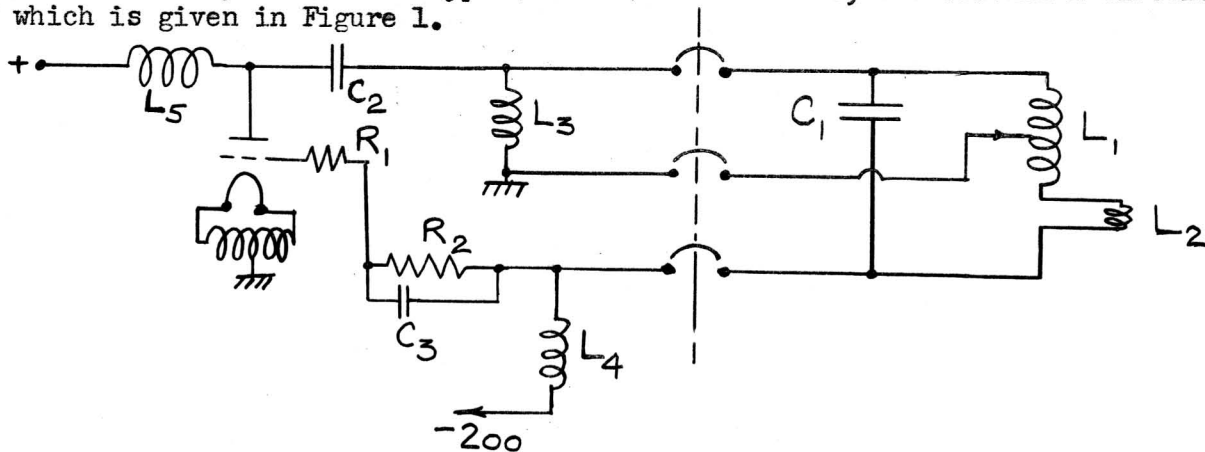 which is given in Figure 1.
+
L5
C2
L3
C1
L1
R1
L2
R2
C3
L4
-200